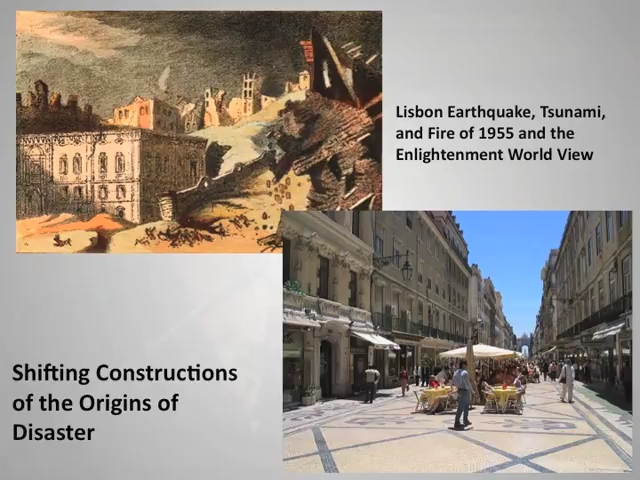 Lisbon Earthquake, Tsunami,
and Fire of 1955 and the
Enlightenment World View
Shifting Constructions
of the Origins of
Disaster